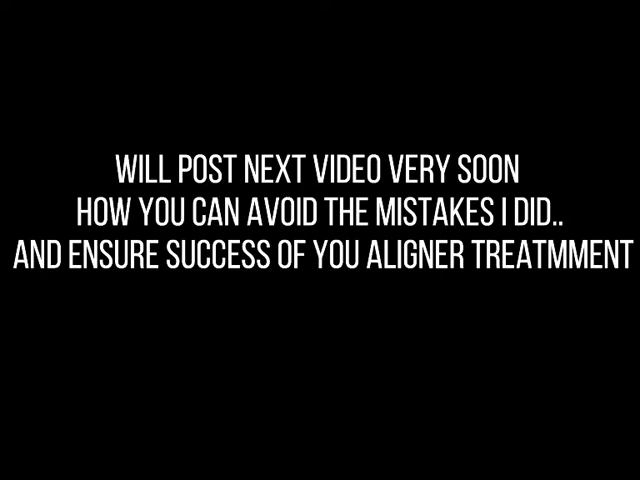 WILL POST NEXT VIDEO VERY SOON
HOW YOU CAN AVOID THE MISTAKES I DID..
AND ENSURE SUCCESS OF YOU ALIGNER TREATMMENT